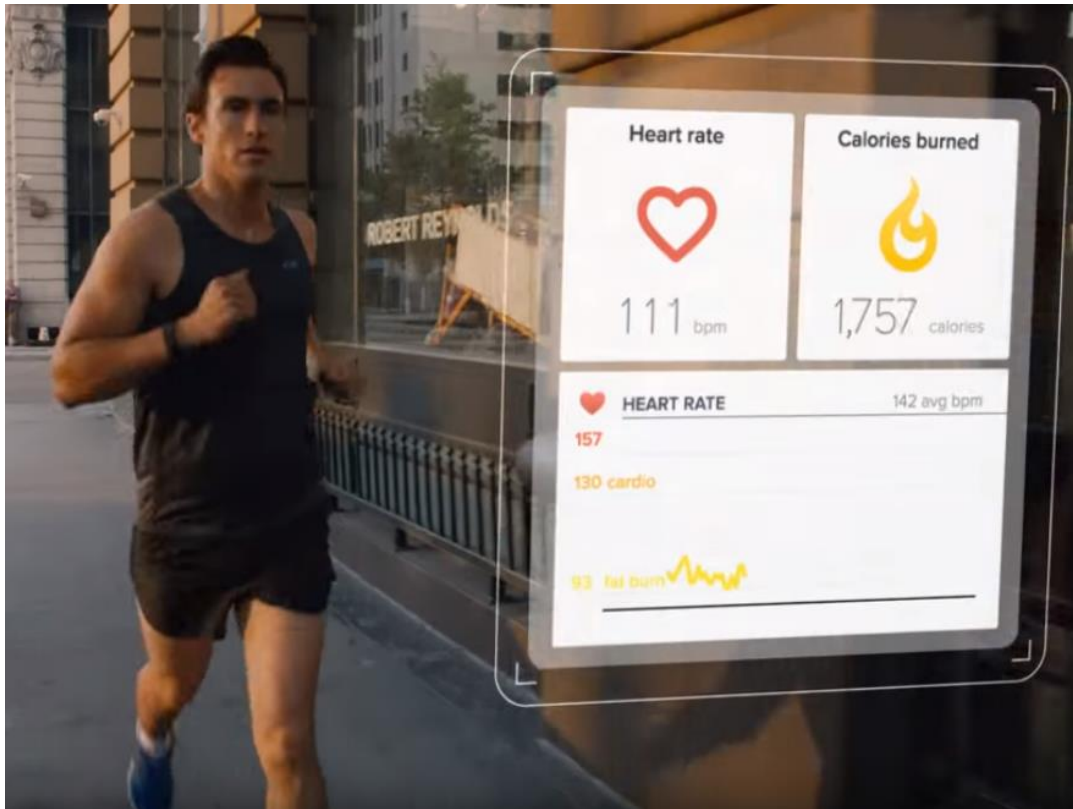 ROBERT REYNOLDS
Heart rate
Calories burned
111 bpm
1,757 calories
HEART RATE
142 avg bpm
157
130 cardio
93 fat burn